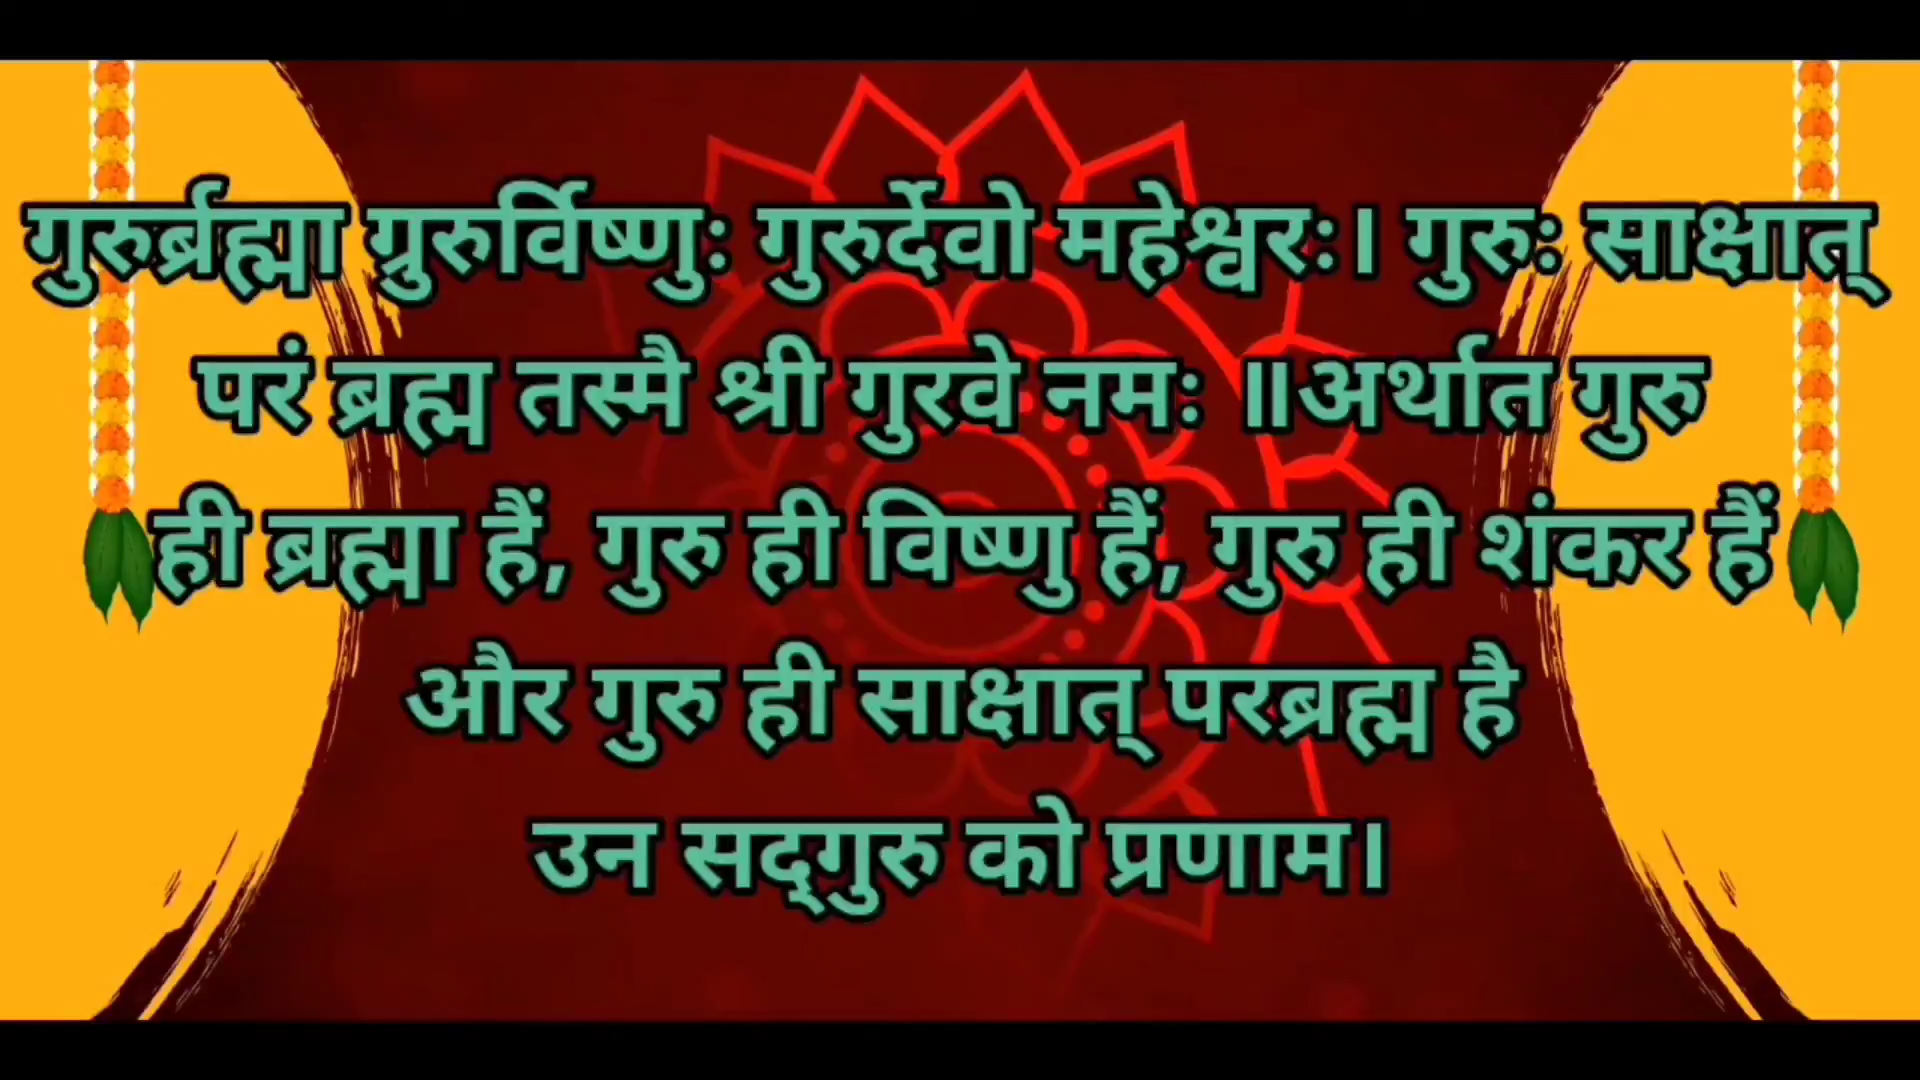 गुरुर्ब्रह्मा ग्रुरुर्विष्णुः गुरुर्देवो महेश्वरः। गुरुः साक्षात्
परं ब्रह्म तस्मै श्री गुरवे नमः ॥अर्थात गुरु
ही ब्रह्मा हैं, गुरु ही विष्णु हैं, गुरु ही शंकर हैं
और गुरु ही साक्षात् परब्रह्म है
उन सद्‌गुरु को प्रणाम।